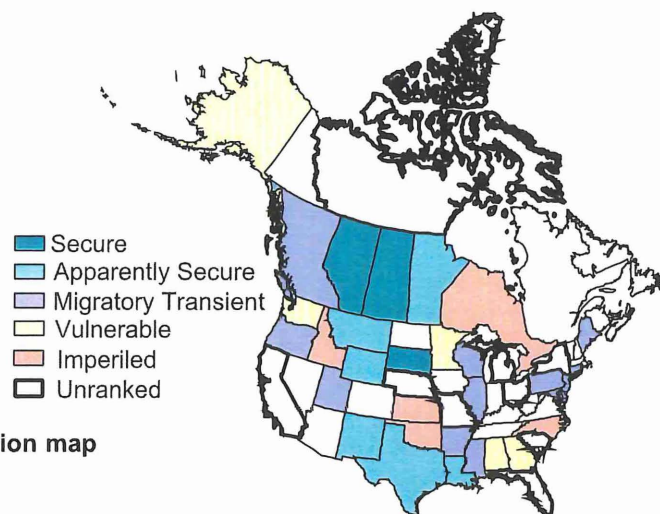 Secure
Apparently Secure
Migratory Transient
Vulnerable
Imperiled
Unranked
ion map